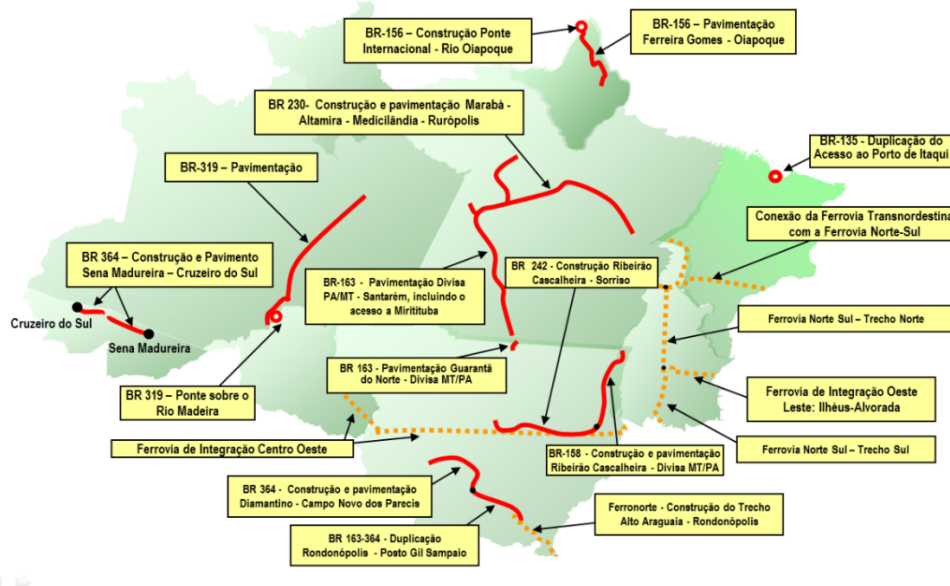 BR-156 – Construção Ponte
Internacional - Rio Oiapoque
BR-156 – Pavimentação
Ferreira Gomes - Oiapoque
BR 230- Construção e pavimentação Marabá -
Altamira - Medicilândia - Rurópolis
BR-135 - Duplicação do
Acesso ao Porto de Itaqui
BR-319 – Pavimentação
Conexão da Ferrovia Transnordestina
com a Ferrovia Norte-Sul
BR 364 – Construção e Pavimento
Sena Madureira – Cruzeiro do Sul
BR-163 - Pavimentação Divisa
PA/MT - Santarém, incluindo o
acesso a Miritituba
BR 242 - Construção Ribeirão
Cascalheira - Sorriso
Cruzeiro do Sul
Sena Madureira
Ferrovia Norte Sul – Trecho Norte
BR 163 - Pavimentação Guarantã
do Norte - Divisa MT/PA
BR 319 – Ponte sobre o
Rio Madeira
Ferrovia de Integração Oeste
Leste: Ilhéus-Alvorada
Ferrovia de Integração Centro Oeste
Ferrovia Norte Sul – Trecho Sul
BR-158 - Construção e pavimentação
Ribeirão Cascalheira - Divisa MT/PA
BR 364 - Construção e pavimentação
Diamantino - Campo Novo dos Parecis
Ferronorte - Construção do Trecho
Alto Araguaia - Rondonópolis
BR 163-364 - Duplicação
Rondonópolis - Posto Gil Sampaio